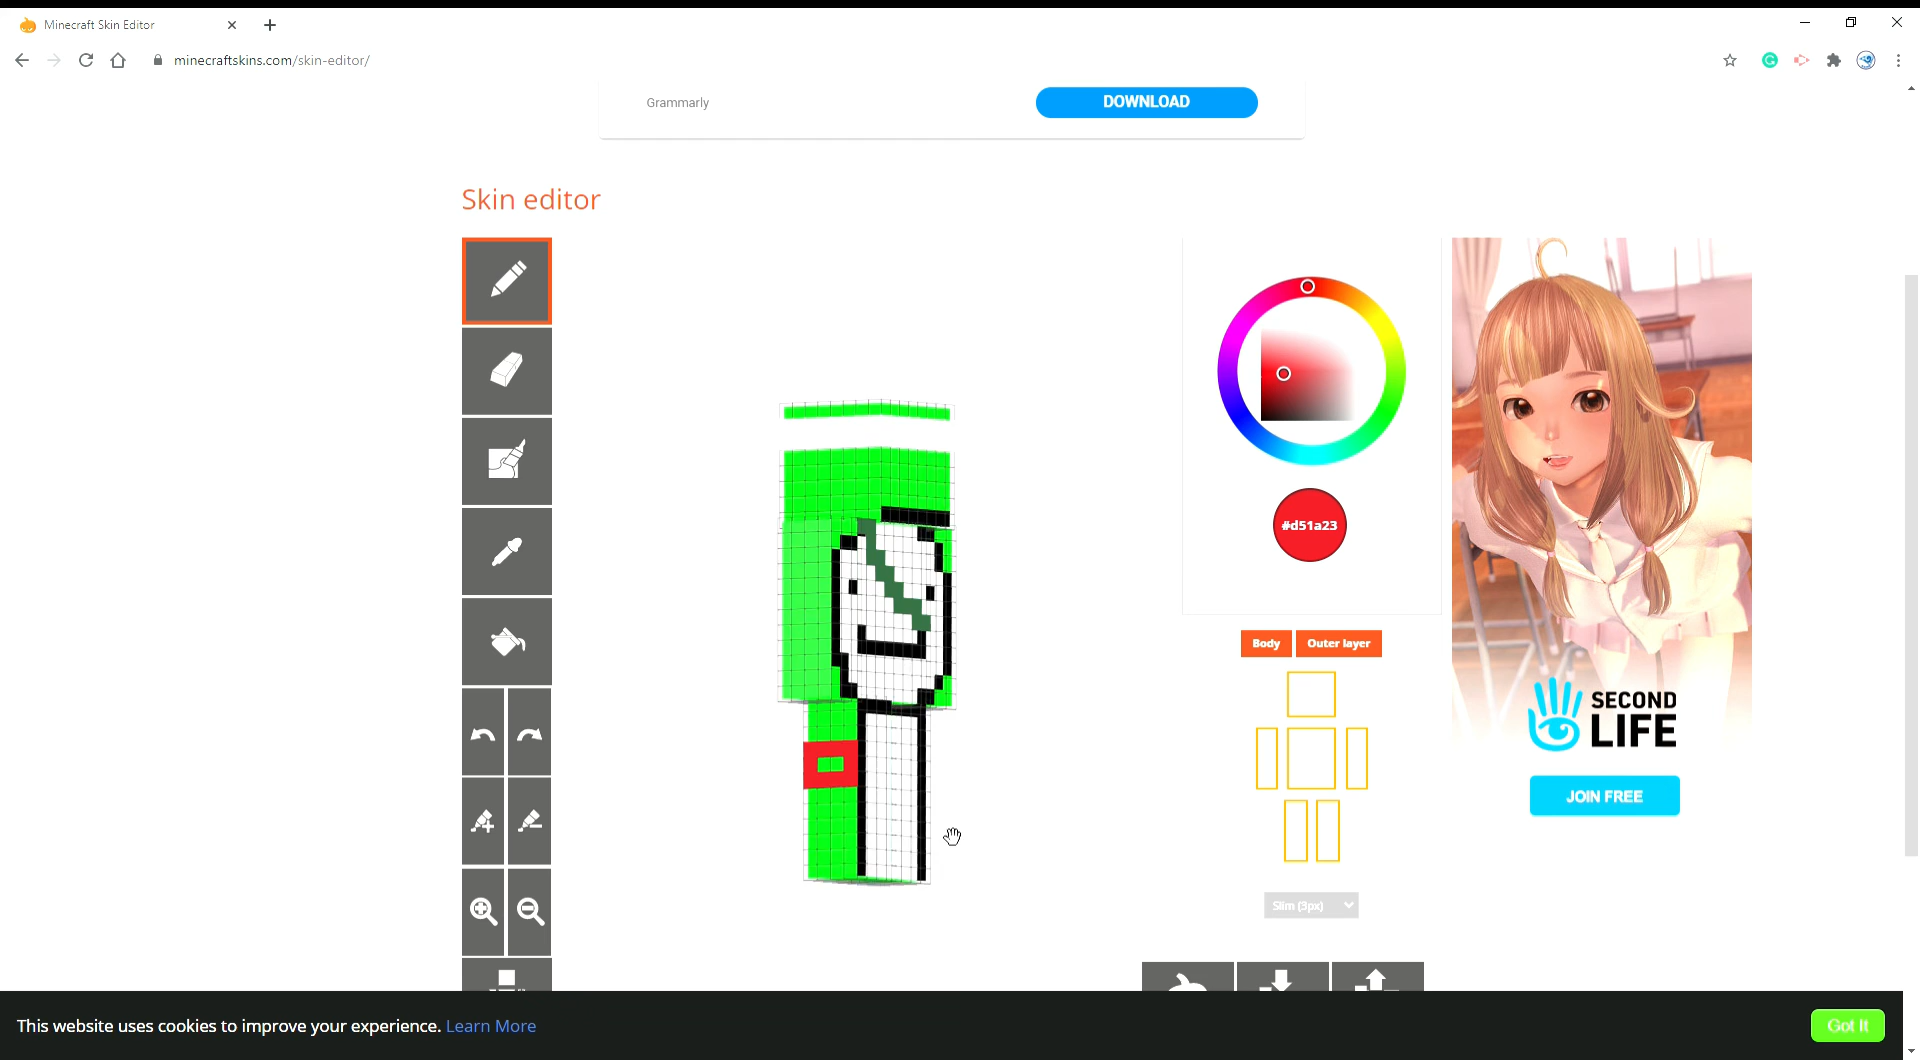 Minecraft Skin Editor
minecraftskins.com/skin-editor/
Grammarly
DOWNLOAD
Skin editor
#d51a23
Body
Outer layer
SECOND
LIFE
JOIN FREE
Slim (3px)
This website uses cookies to improve your experience. Learn More
Got It